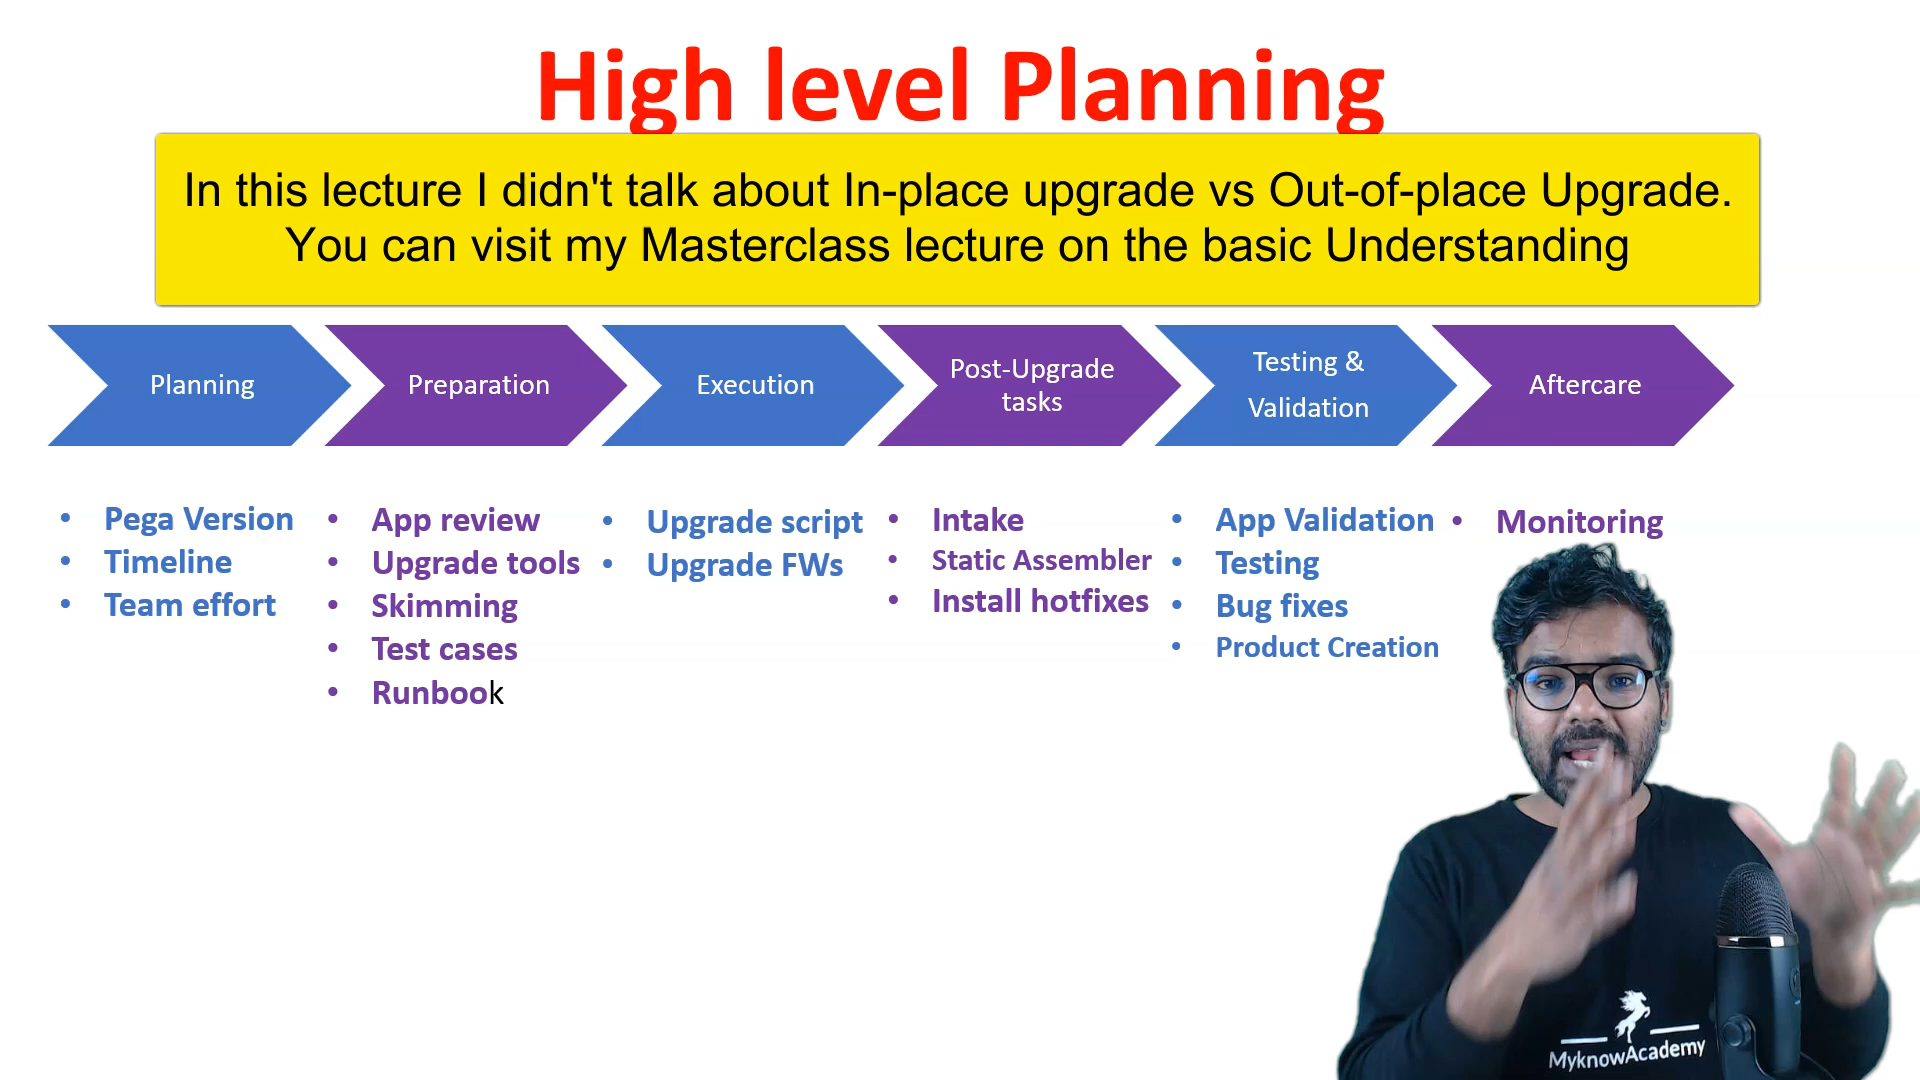 High level Planning
In this lecture I didn't talk about In-place upgrade vs Out-of-place Upgrade.
You can visit my Masterclass lecture on the basic Understanding
Planning
Preparation
Execution
Post-Upgrade
tasks
Testing &
Validation
Aftercare
• Pega Version
• Timeline
• Team effort
• App review
• Upgrade tools
• Skimming
• Test cases
• Runbook
• Upgrade script
• Upgrade FWs
• Intake
• Static Assembler
• Install hotfixes
• App Validation
• Testing
• Bug fixes
• Product Creation
• Monitoring
MyknowAcademy